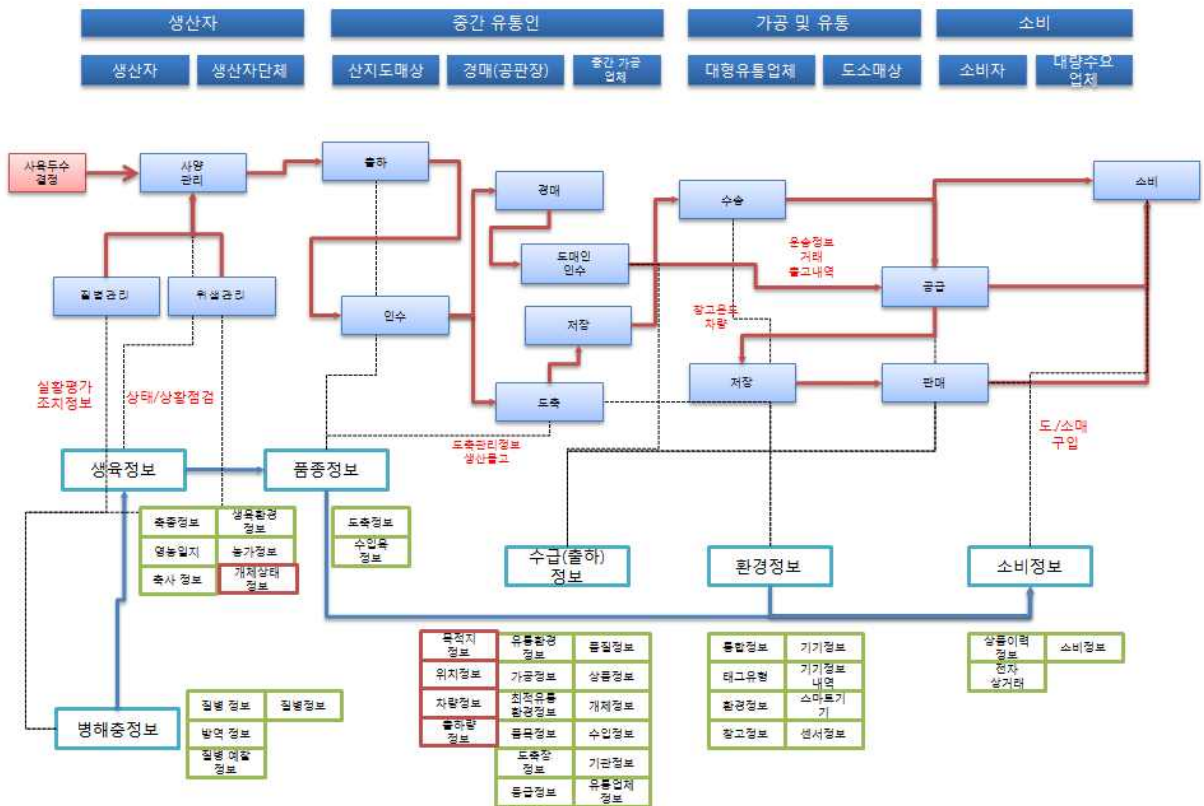 생산자
중간 유통인
가공 및 유통
소비
생산자
생산자단체
산지도매상
경매(공판장)
중간 가공
업체
대형유통업체
도소매상
소비자
대량수요
업체
사육두수
결정
사양
관리
출하
경매
수송
소비
도매인
인수
운송정보
거래
출고내역
질병관리
위생관리
인수
저장
공급
창고온도
차량
저장
판매
도축
실황평가
조치정보
상태/상황점검
도축관리정보
생산물고
도/소매
구입
생육정보
품종정보
축종정보
생육환경
정보
영농일지
농가정보
축사 정보
개체상태
정보
도축정보
수입육
정보
수급(출하)
정보
환경정보
소비정보
목적지
정보
유통환경
정보
품질정보
위치정보
가공정보
상품정보
차량정보
최적유통
환경정보
개체정보
출하량
정보
품목정보
수입정보
도축장
정보
기관정보
등급정보
유통업체
정보
통합정보
기기정보
태그유형
기기정보
내역
환경정보
스마트기
기
창고정보
센서정보
상품이력
정보
소비정보
전자
상거래
병해충정보
질병 정보
질병정보
방역 정보
질병 예찰
정보